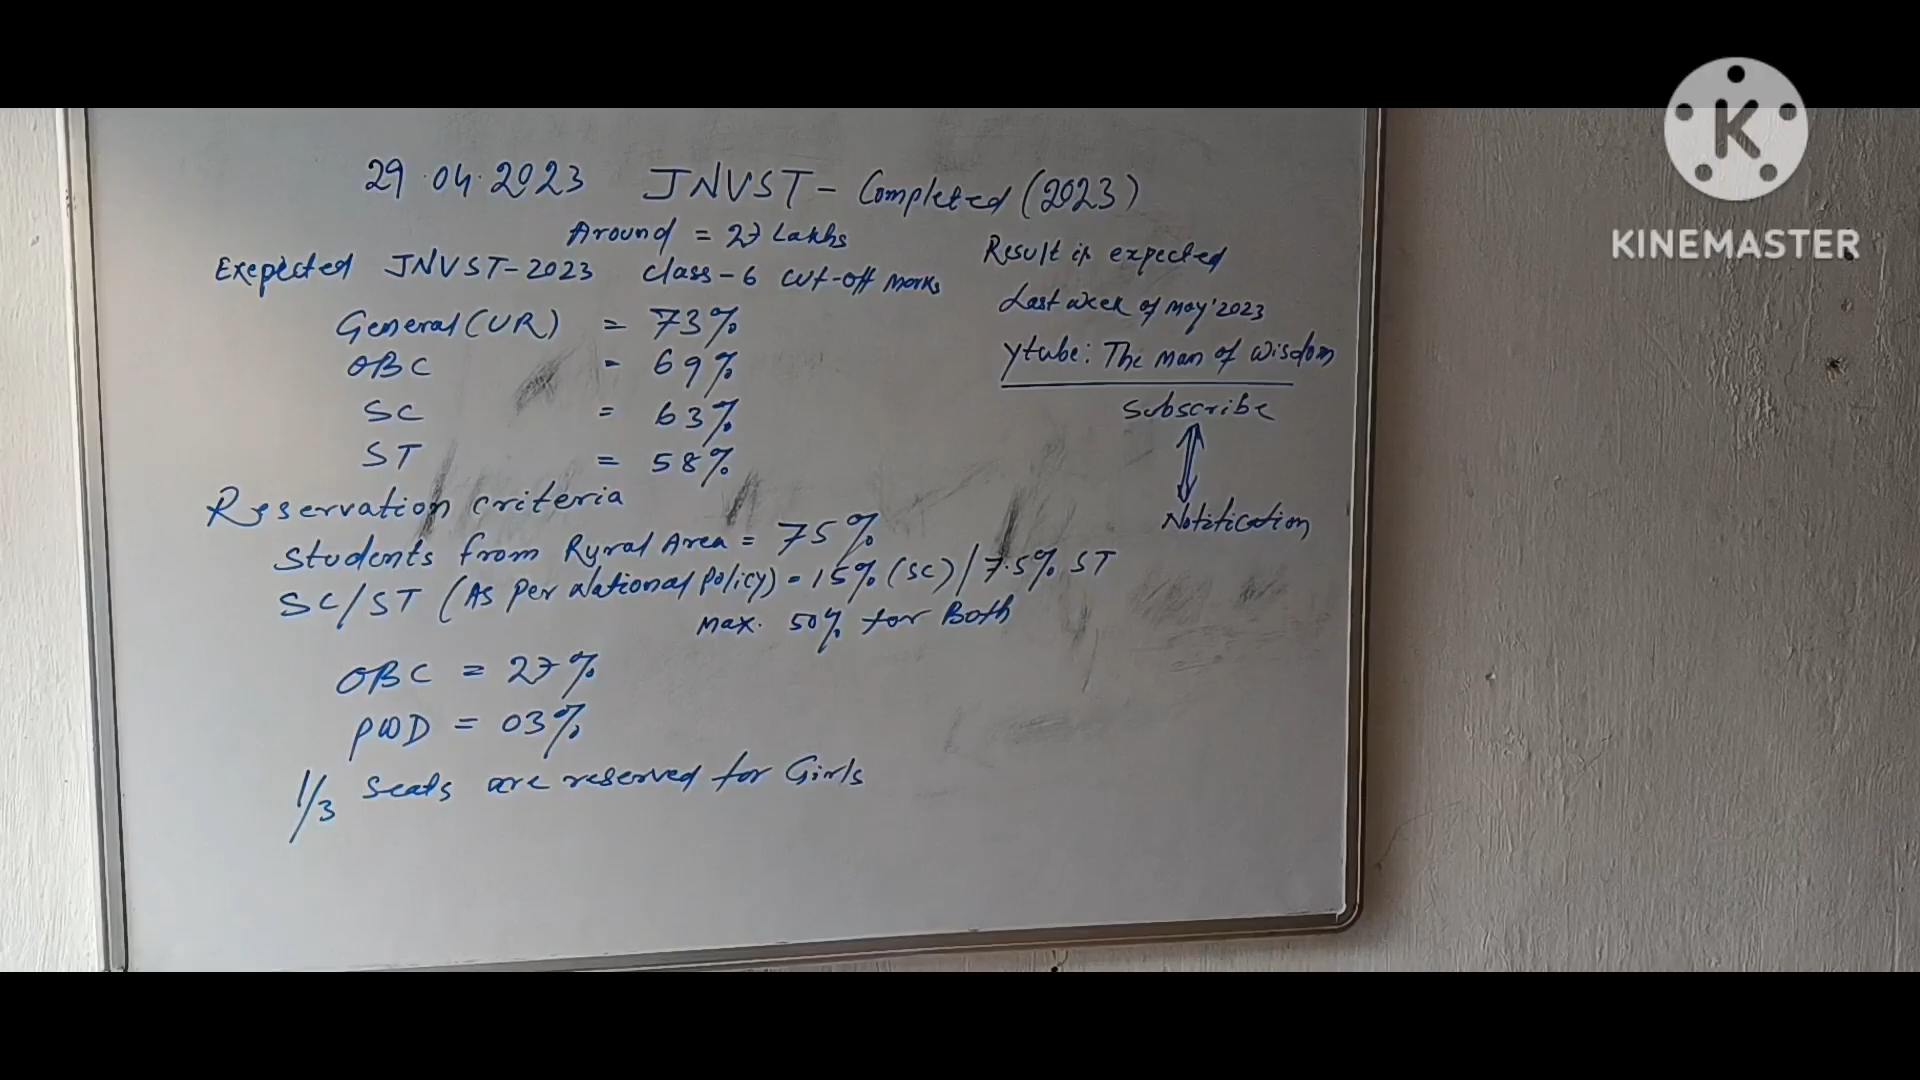 29.04.2023 JNVST - Completed (2023)
Around = 27 Lakhs
Exepicted JNVST-2023 class-6 cut-off marks
General (UR) = 73%
OBC = 69%
SC = 63%
ST = 58%
Reservation criteria
Students from Rural Area = 75%
SC/ST (As per National Policy) = 15% (SC) / 7.5% ST
Max. 50% for Both
OBC = 27%
PWD = 03%
1/3 seats are reserved for Girls
Result is expected
Last week of may'2023
Ytube: The man of wisdom
Subscribe
Notification
K
KINEMASTER